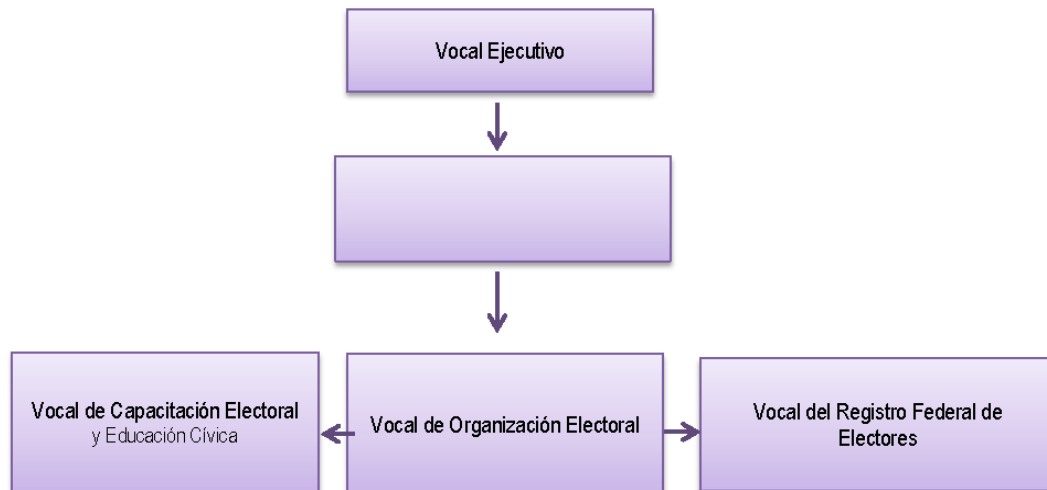 Vocal Ejecutivo
Vocal de Capacitación Electoral
y Educación Cívica
Vocal de Organización Electoral
Vocal del Registro Federal de
Electores